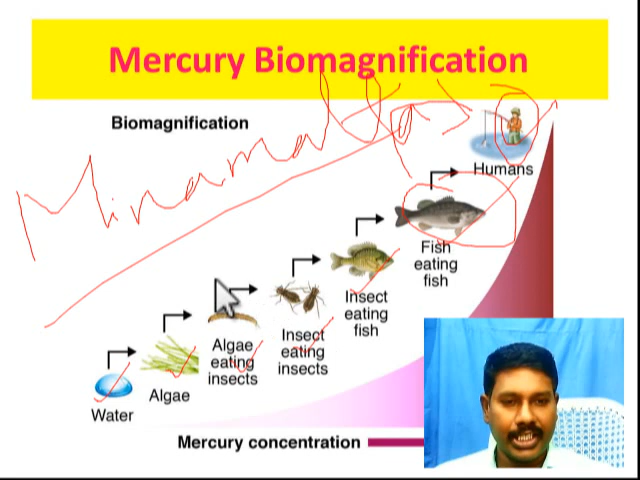 Mercury Biomagnification
Biomagnification
Minamatta
Humans
Fish
eating
fish
Insect
eating
fish
Insect
eating
insects
Algae
eating
insects
Algae
Water
Mercury concentration